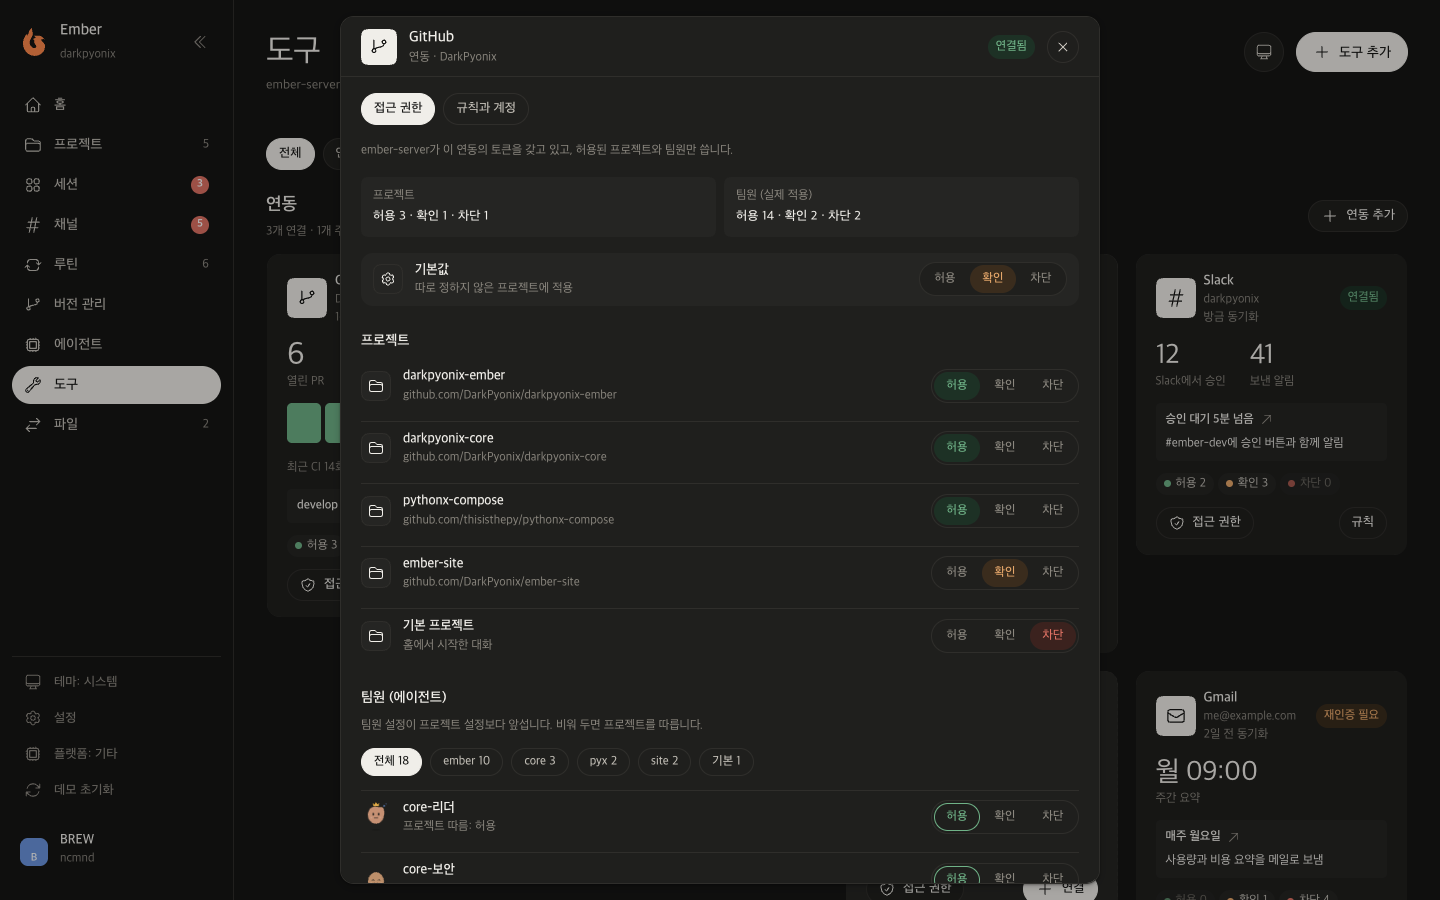 Ember
darkpyonix
홈
프로젝트 5
세션 3
채널 5
루틴 6
버전 관리
에이전트
도구
파일 2
테마: 시스템
설정
플랫폼: 기타
데모 초기화
B
BREW
ncmnd
도구
ember-server
도구 추가
전체
연동
3개 연결 · 1개
연동 추가
6
열린 PR
최근 CI 14회
develop
허용 3
GitHub
연동 · DarkPyonix
연결됨
접근 권한
규칙과 계정
ember-server가 이 연동의 토큰을 갖고 있고, 허용된 프로젝트와 팀원만 씁니다.
프로젝트
허용 3 · 확인 1 · 차단 1
팀원 (실제 적용)
허용 14 · 확인 2 · 차단 2
기본값
따로 정하지 않은 프로젝트에 적용
허용 확인 차단
프로젝트
darkpyonix-ember
github.com/DarkPyonix/darkpyonix-ember
허용 확인 차단
darkpyonix-core
github.com/DarkPyonix/darkpyonix-core
허용 확인 차단
pythonx-compose
github.com/thisisthepy/pythonx-compose
허용 확인 차단
ember-site
github.com/DarkPyonix/ember-site
허용 확인 차단
기본 프로젝트
홈에서 시작한 대화
허용 확인 차단
팀원 (에이전트)
팀원 설정이 프로젝트 설정보다 앞섭니다. 비워 두면 프로젝트를 따릅니다.
전체 18 ember 10 core 3 pyx 2 site 2 기본 1
core-리더
프로젝트 따름: 허용
허용 확인 차단
core-보안
허용 확인 차단
접근 권한
연결
Slack
darkpyonix
방금 동기화
연결됨
12 41
Slack에서 승인 보낸 알림
승인 대기 5분 넘음
#ember-dev에 승인 버튼과 함께 알림
허용 2 확인 3 차단 0
접근 권한
규칙
Gmail
me@example.com
2일 전 동기화
재인증 필요
월 09:00
주간 요약
매주 월요일
사용량과 비용 요약을 메일로 보냄
허용 0 확인 1 차단 4